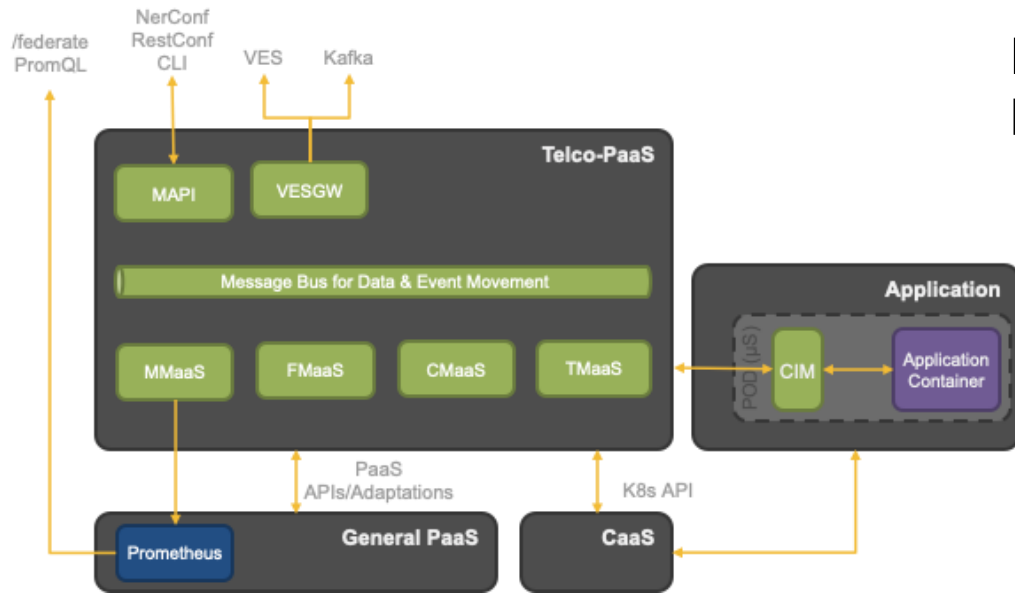 /federate
PromQL
NerConf
RestConf
CLI
VES
Kafka
Telco-PaaS
MAPI
VESGW
Message Bus for Data & Event Movement
MMaaS
FMaaS
CMaaS
TMaaS
Application
POD (µS)
CIM
Application
Container
PaaS
APIs/Adaptations
K8s API
General PaaS
Prometheus
CaaS